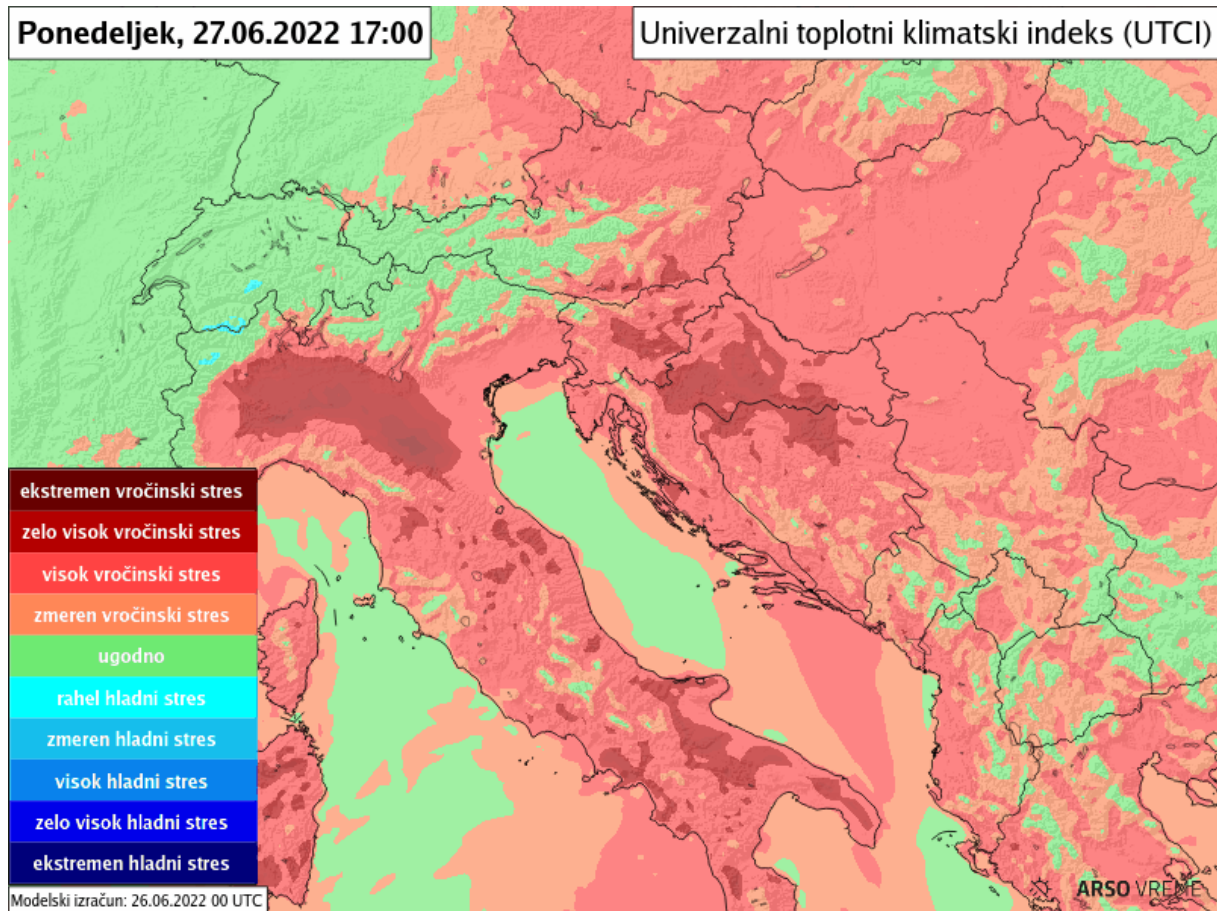 Ponedeljek, 27.06.2022 17:00
Univerzalni toplotni klimatski indeks (UTCI)
ekstremen vročinski stres
zelo visok vročinski stres
visok vročinski stres
zmeren vročinski stres
ugodno
rahel hladni stres
zmeren hladni stres
visok hladni stres
zelo visok hladni stres
ekstremen hladni stres
Modelski izračun: 26.06.2022 00 UTC
ARSO VREME